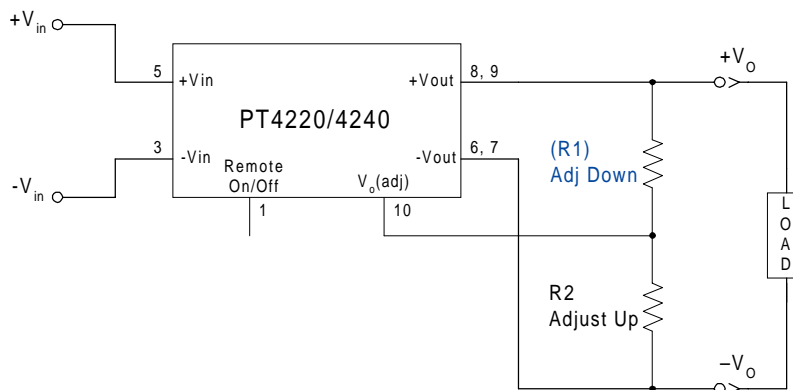 +Vin
5
+Vin
+Vout
8, 9
+VO
PT4220/4240
(R1)
Adj Down
3
-Vin
-Vout
6, 7
Remote
On/Off
Vo(adj)
-Vin
1
10
LOAD
R2
Adjust Up
–VO